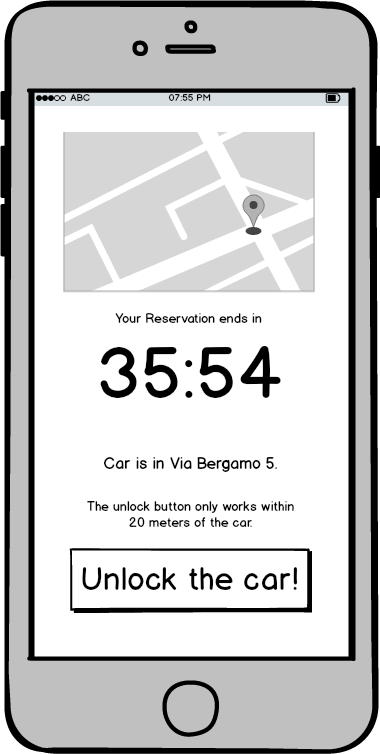 ABC 07:55 PM
Your Reservation ends in
35:54
Car is in Via Bergamo 5.
The unlock button only works within
20 meters of the car.
Unlock the car!